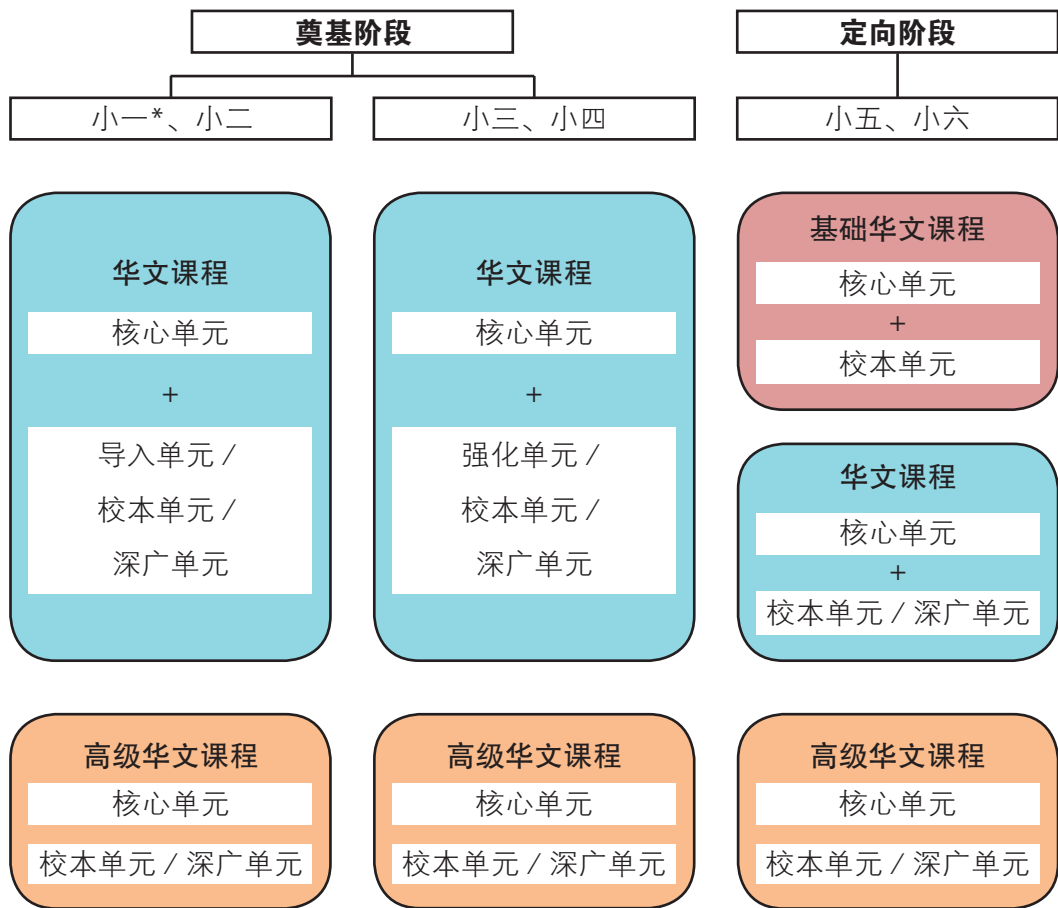 奠基阶段
定向阶段
小一*、小二
小三、小四
小五、小六
华文课程
核心单元
+
导入单元 /
校本单元 /
深广单元
华文课程
核心单元
+
强化单元 /
校本单元 /
深广单元
基础华文课程
核心单元
+
校本单元
华文课程
核心单元
+
校本单元 / 深广单元
高级华文课程
核心单元
校本单元 / 深广单元
高级华文课程
核心单元
校本单元 / 深广单元
高级华文课程
核心单元
校本单元 / 深广单元